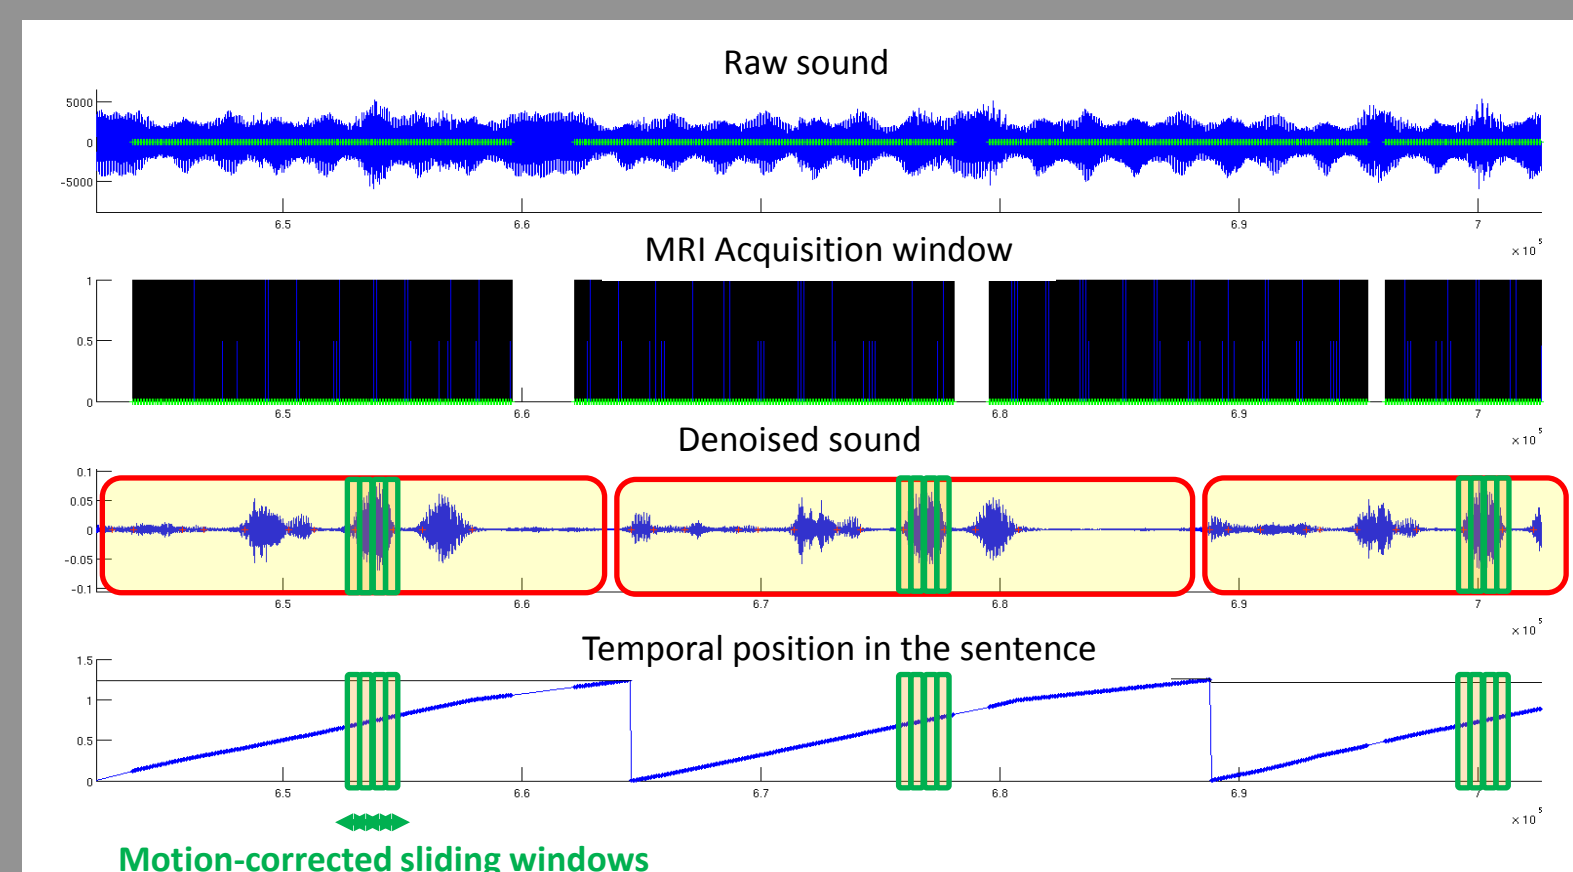 Raw sound
5000
0
−5000
6.5 6.6 6.8 6.9 7
× 10 5
MRI Acquisition window
1
0.5
0
6.5 6.6 6.8 6.9 7
× 10 5
Denoised sound
0.1
0.05
0
−0.05
−0.1
6.5 6.6 6.7 6.8 6.9 7
× 10 5
Temporal position in the sentence
1.5
1
0.5
0
6.5 6.6 6.7 6.8 6.9 7
× 10 5
Motion-corrected sliding windows